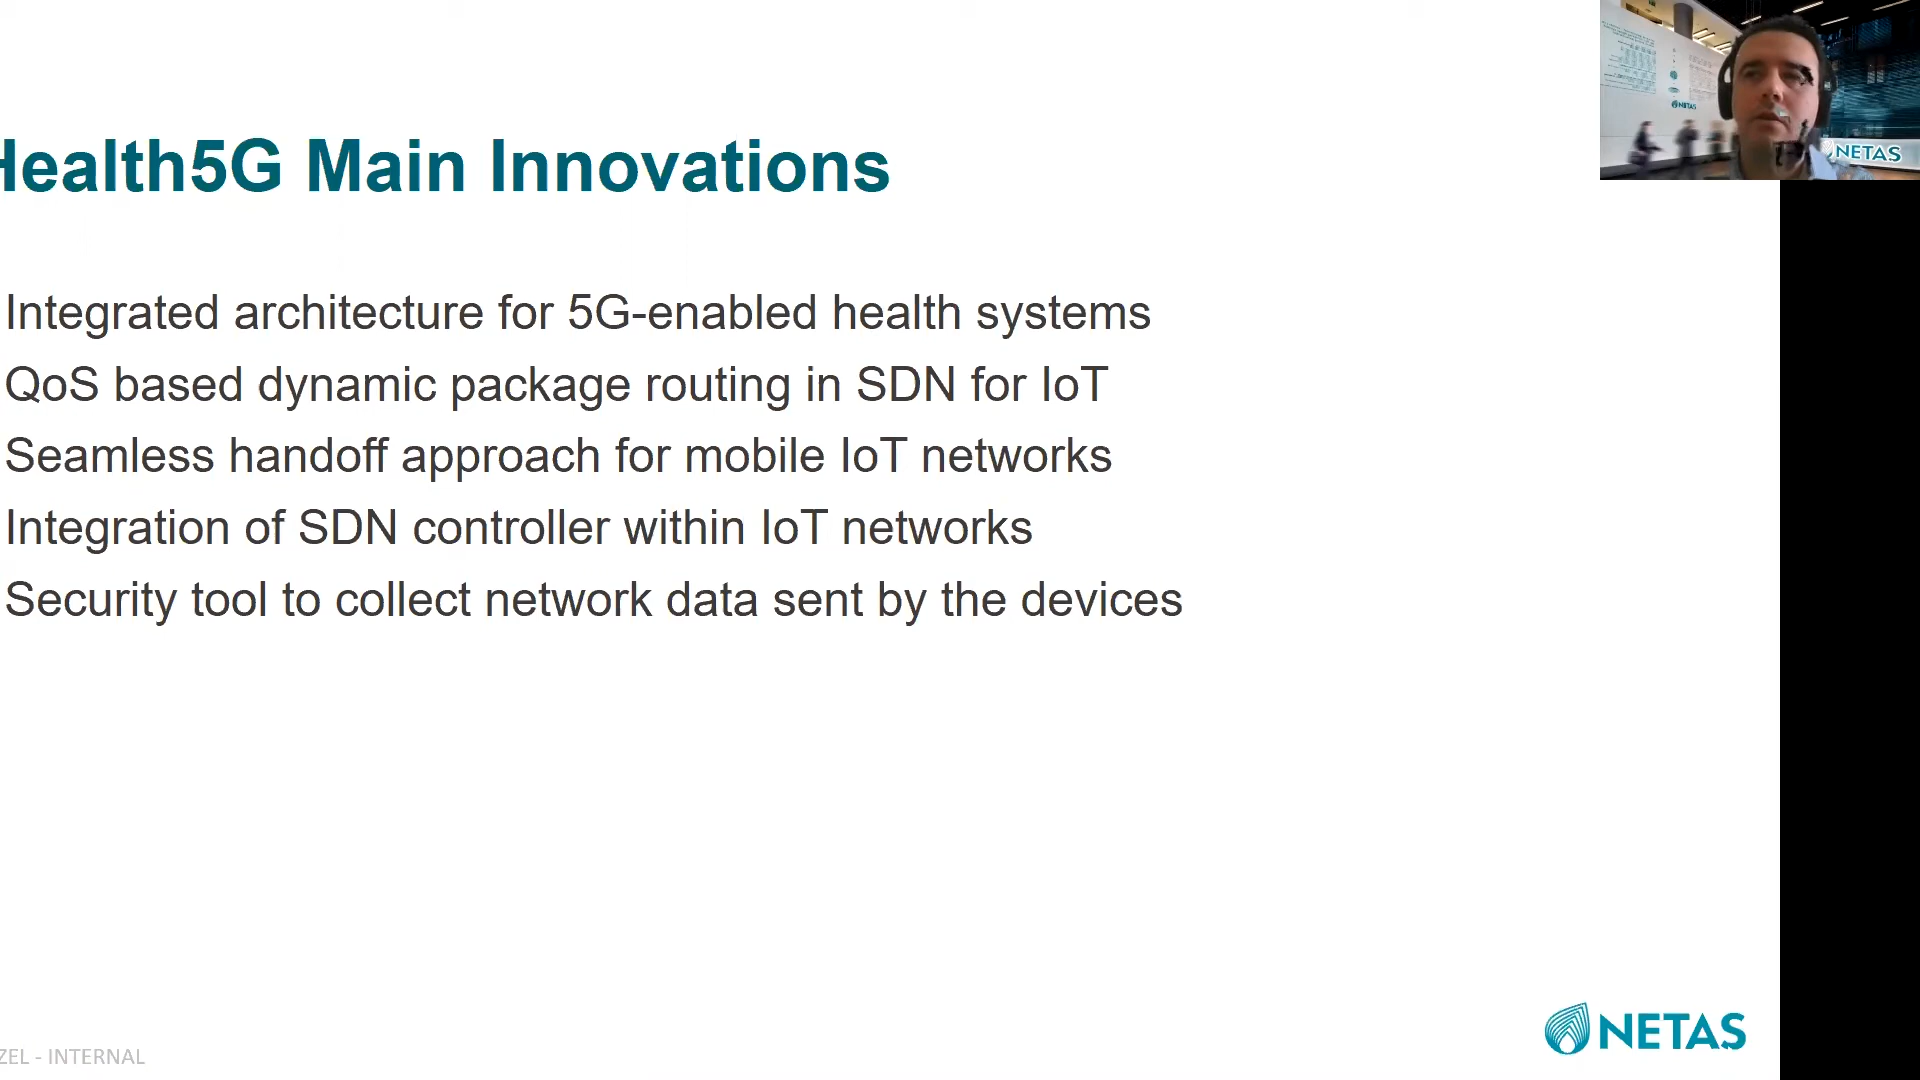 Health5G Main Innovations
Integrated architecture for 5G-enabled health systems
QoS based dynamic package routing in SDN for IoT
Seamless handoff approach for mobile IoT networks
Integration of SDN controller within IoT networks
Security tool to collect network data sent by the devices
ZEL - INTERNAL
NETAS
NETAS
NETAS